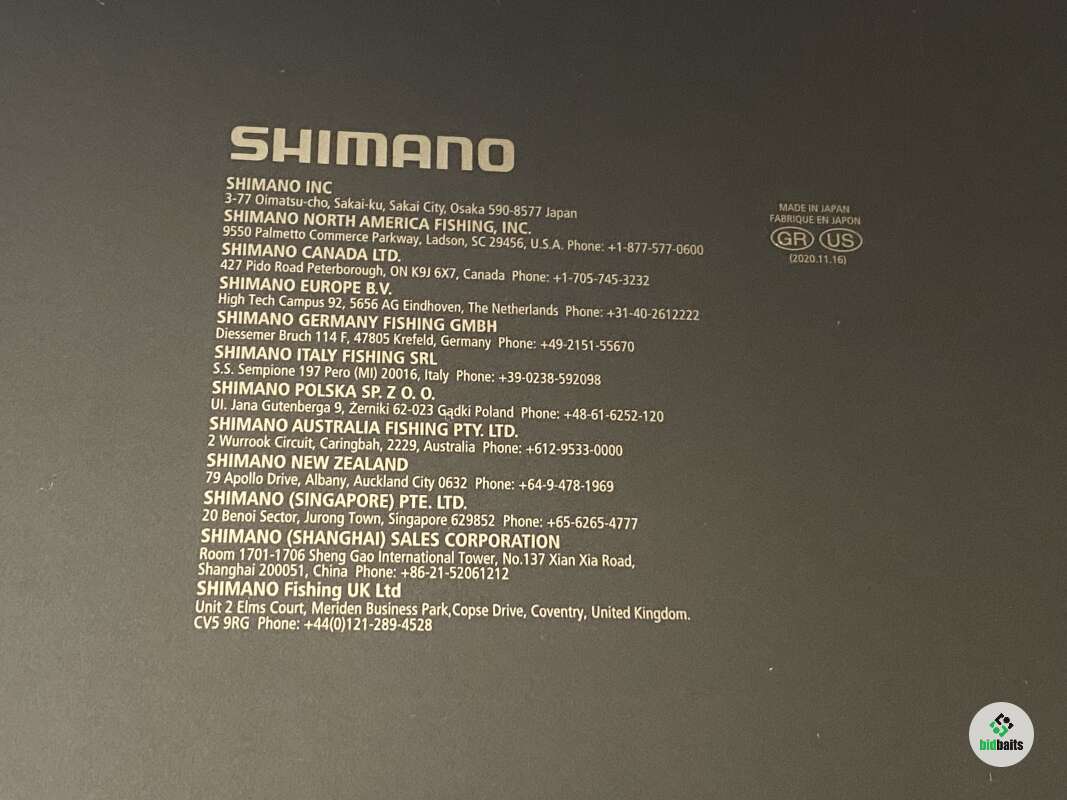 SHIMANO
SHIMANO INC
3-77 Oimatsu-cho, Sakai-ku, Sakai City, Osaka 590-8577 Japan
SHIMANO NORTH AMERICA FISHING, INC.
9550 Palmetto Commerce Parkway, Ladson, SC 29456, U.S.A. Phone: +1-877-577-0600
SHIMANO CANADA LTD.
427 Pido Road Peterborough, ON K9J 6X7, Canada Phone: +1-705-745-3232
SHIMANO EUROPE B.V.
High Tech Campus 92, 5656 AG Eindhoven, The Netherlands Phone: +31-40-2612222
SHIMANO GERMANY FISHING GMBH
Diessemer Bruch 114 F, 47805 Krefeld, Germany Phone: +49-2151-55670
SHIMANO ITALY FISHING SRL
S.S. Sempione 197 Pero (MI) 20016, Italy Phone: +39-0238-592098
SHIMANO POLSKA SP. Z O. O.
Ul. Jana Gutenberga 9, Żerniki 62-023 Gądki Poland Phone: +48-61-6252-120
SHIMANO AUSTRALIA FISHING PTY. LTD.
2 Wurrook Circuit, Caringbah, 2229, Australia Phone: +612-9533-0000
SHIMANO NEW ZEALAND
79 Apollo Drive, Albany, Auckland City 0632 Phone: +64-9-478-1969
SHIMANO (SINGAPORE) PTE. LTD.
20 Benoi Sector, Jurong Town, Singapore 629852 Phone: +65-6265-4777
SHIMANO (SHANGHAI) SALES CORPORATION
Room 1701-1706 Sheng Gao International Tower, No.137 Xian Xia Road,
Shanghai 200051, China Phone: +86-21-52061212
SHIMANO Fishing UK Ltd
Unit 2 Elms Court, Meriden Business Park,Copse Drive, Coventry, United Kingdom.
CV5 9RG Phone: +44(0)121-289-4528
MADE IN JAPAN
FABRIQUE EN JAPON
GR US
(2020.11.16)
bidbaits